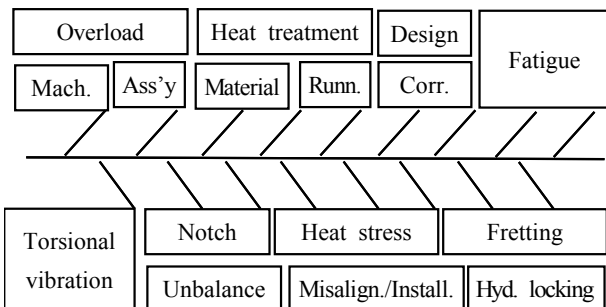 Overload
Heat treatment
Design
Fatigue
Mach.
Ass'y
Material
Runn.
Corr.
Torsional
vibration
Notch
Heat stress
Fretting
Unbalance
Misalign./Install.
Hyd. locking